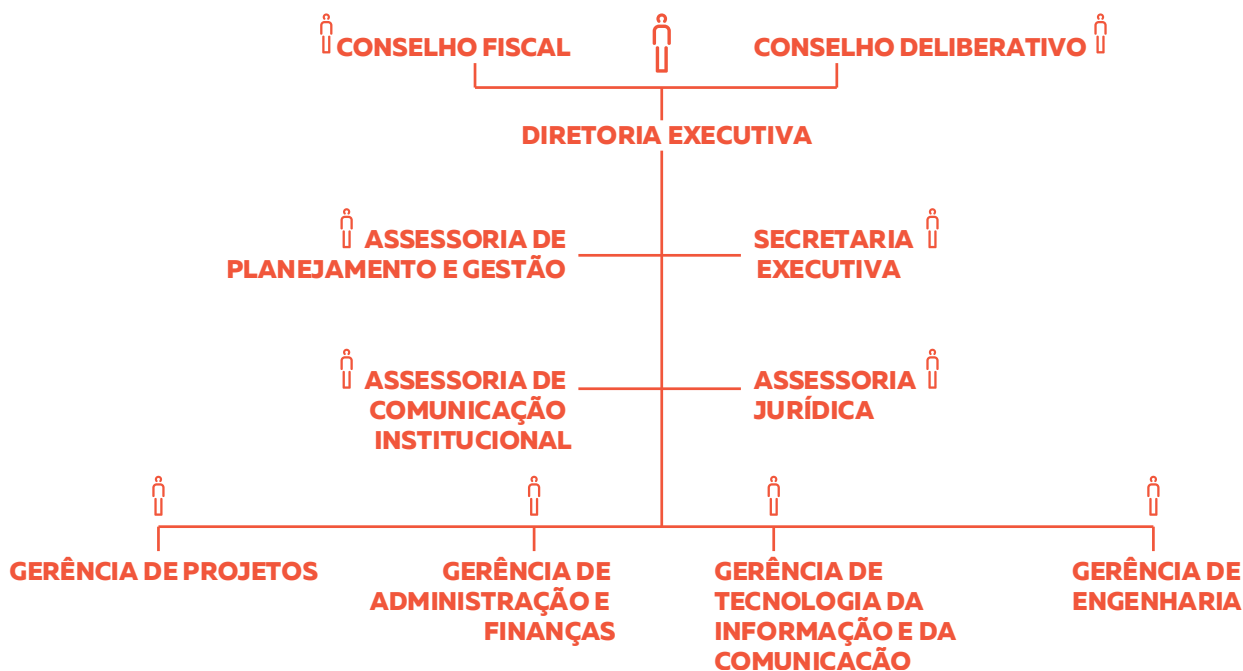 CONSELHO FISCAL
CONSELHO DELIBERATIVO
DIRETORIA EXECUTIVA
ASSESSORIA DE
PLANEJAMENTO E GESTÃO
SECRETARIA
EXECUTIVA
ASSESSORIA DE
COMUNICAÇÃO
INSTITUCIONAL
ASSESSORIA
JURÍDICA
GERÊNCIA DE PROJETOS
GERÊNCIA DE
ADMINISTRAÇÃO E
FINANÇAS
GERÊNCIA DE
TECNOLOGIA DA
INFORMAÇÃO E DA
COMUNICAÇÃO
GERÊNCIA DE
ENGENHARIA